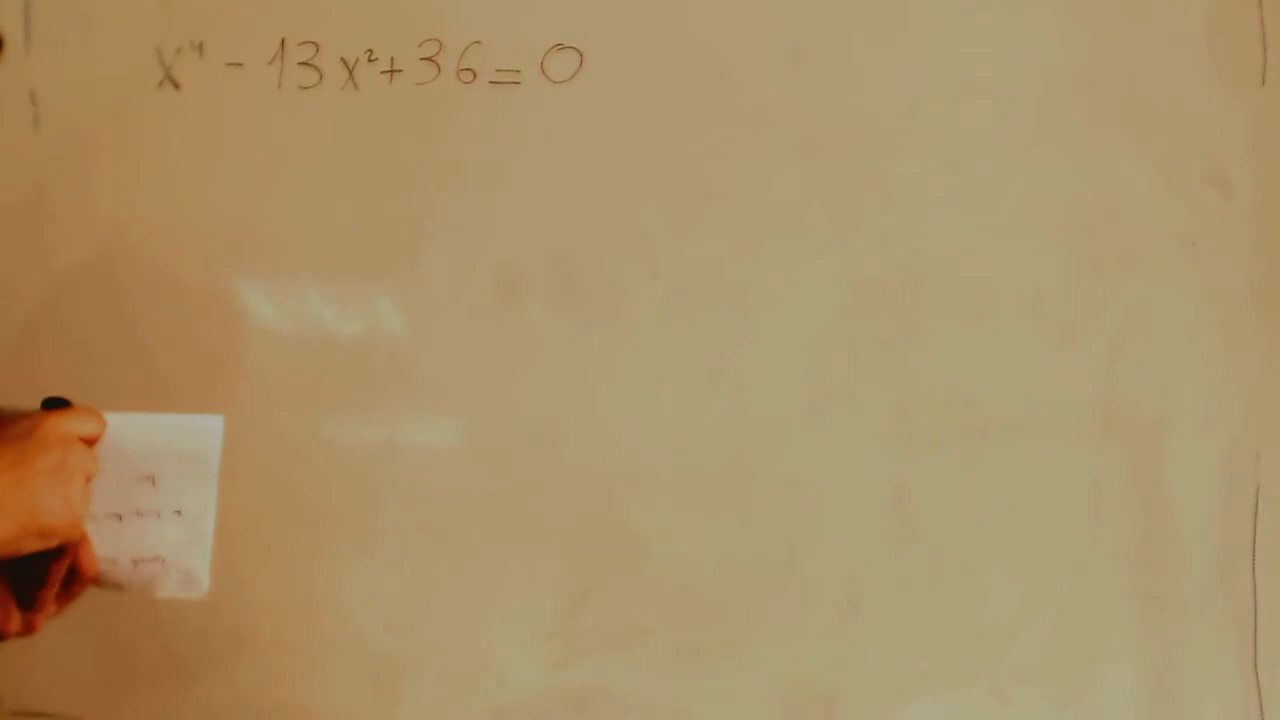 x⁴ - 13x² + 36 = 0